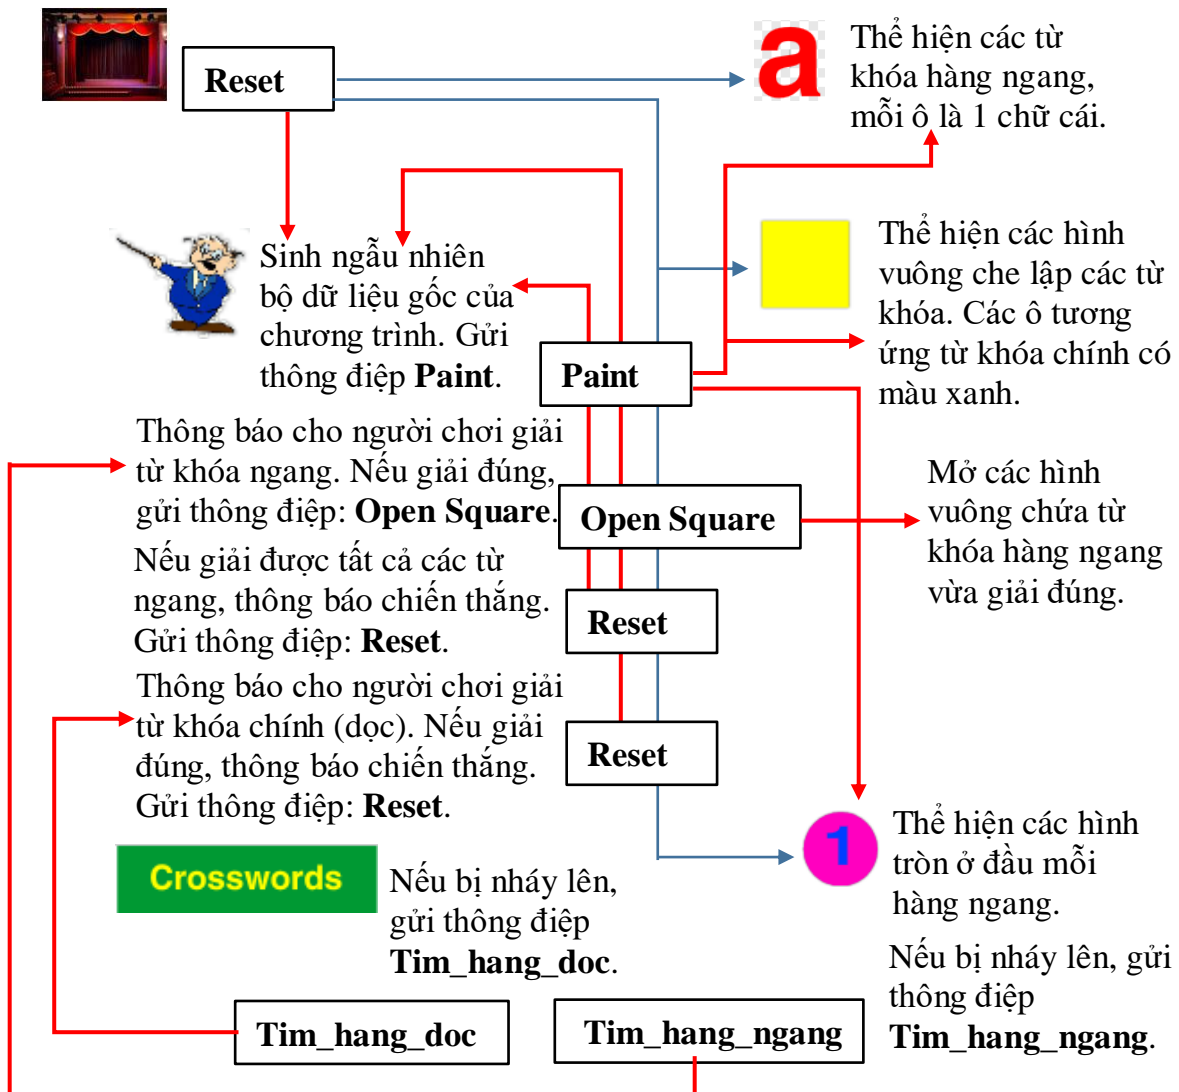 Reset
a
Thể hiện các từ
khóa hàng ngang,
mỗi ô là 1 chữ cái.
Sinh ngẫu nhiên
bộ dữ liệu gốc của
chương trình. Gửi
thông điệp Paint.
Paint
Thể hiện các hình
vuông che lập các từ
khóa. Các ô tương
ứng từ khóa chính có
màu xanh.
Thông báo cho người chơi giải
từ khóa ngang. Nếu giải đúng,
gửi thông điệp: Open Square.
Open Square
Mở các hình
vuông chứa từ
khóa hàng ngang
vừa giải đúng.
Nếu giải được tất cả các từ
ngang, thông báo chiến thắng.
Gửi thông điệp: Reset.
Reset
Thông báo cho người chơi giải
từ khóa chính (dọc). Nếu giải
đúng, thông báo chiến thắng.
Gửi thông điệp: Reset.
Reset
1
Thể hiện các hình
tròn ở đầu mỗi
hàng ngang.
Crosswords
Nếu bị nháy lên,
gửi thông điệp
Tim_hang_doc.
Nếu bị nháy lên, gửi
thông điệp
Tim_hang_ngang.
Tim_hang_doc
Tim_hang_ngang